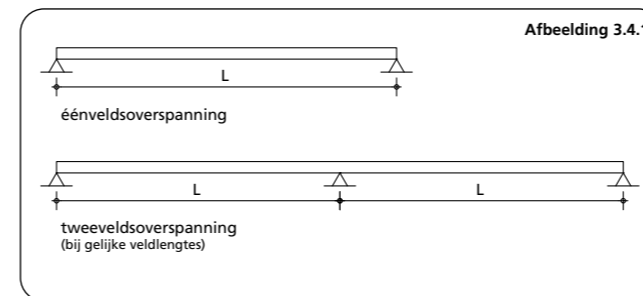 Afbeelding 3.4.1
L
éénveldsoverspanning
L L
tweeveldsoverspanning
(bij gelijke veldlengtes)